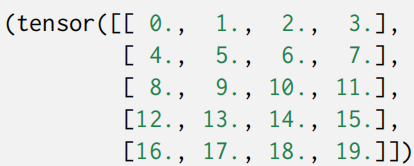 (tensor([[ 0., 1., 2., 3.],
[ 4., 5., 6., 7.],
[ 8., 9., 10., 11.],
[12., 13., 14., 15.],
[16., 17., 18., 19.]])